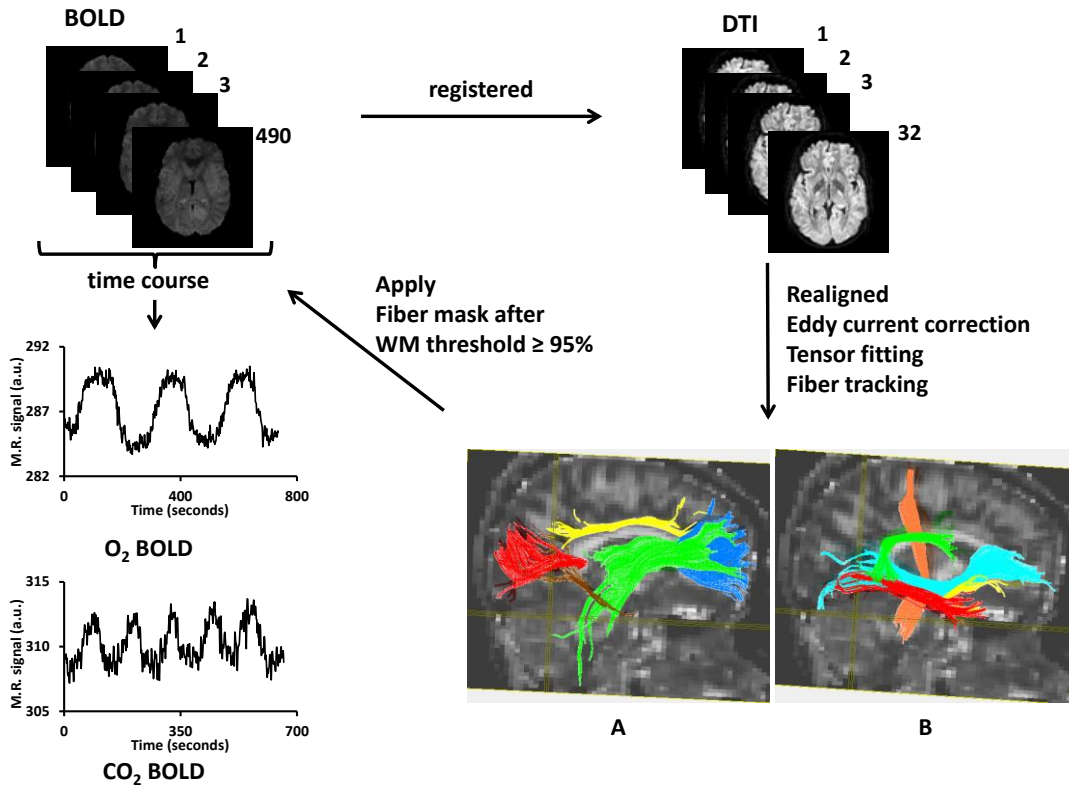 BOLD
1
2
3
490
registered
DTI
1
2
3
32
time course
Apply
Fiber mask after
WM threshold ≥ 95%
Realigned
Eddy current correction
Tensor fitting
Fiber tracking
M.R. signal (a.u.)
292
287
282
0
400
800
Time (seconds)
O₂ BOLD
M.R. signal (a.u.)
315
310
305
0
350
700
Time (seconds)
CO₂ BOLD
A
B